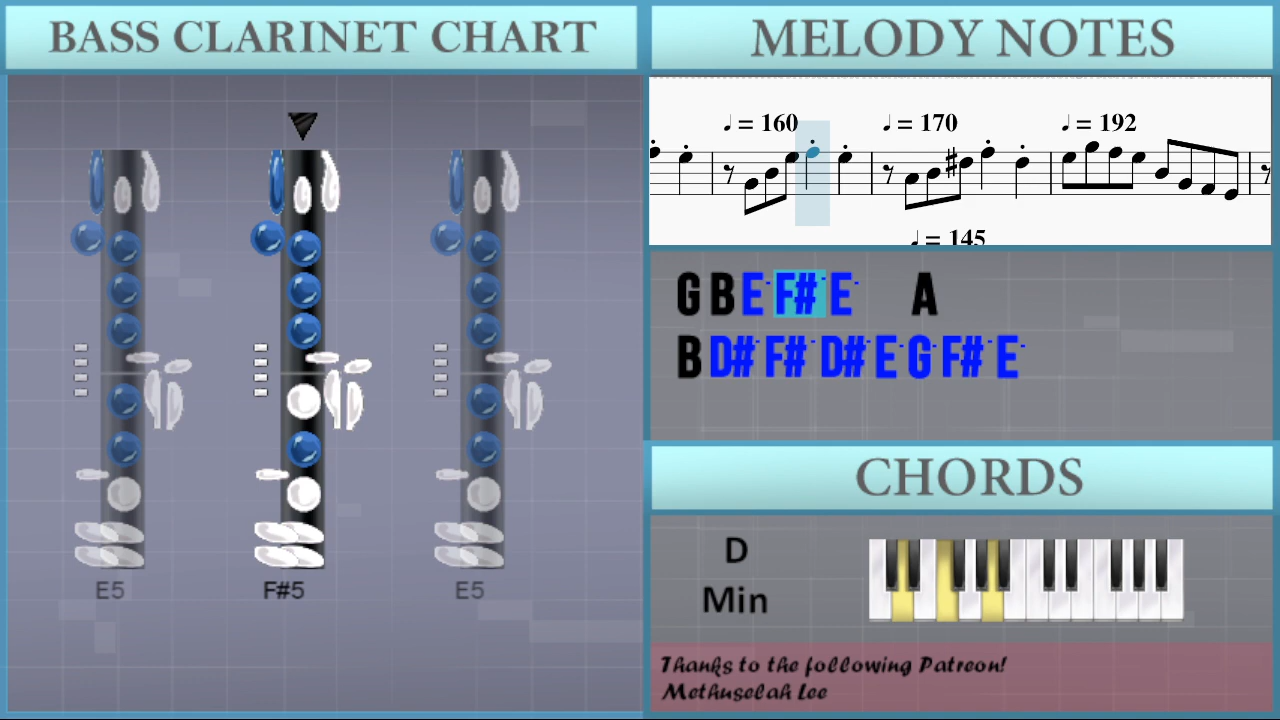 BASS CLARINET CHART
MELODY NOTES
♩ = 160
♩ = 170
♩ = 192
♩ = 145
G B E F# E A
B D# F# D# E G F# E
E5
F#5
E5
CHORDS
D
Min
Thanks to the following Patreon!
Methuselah Lee